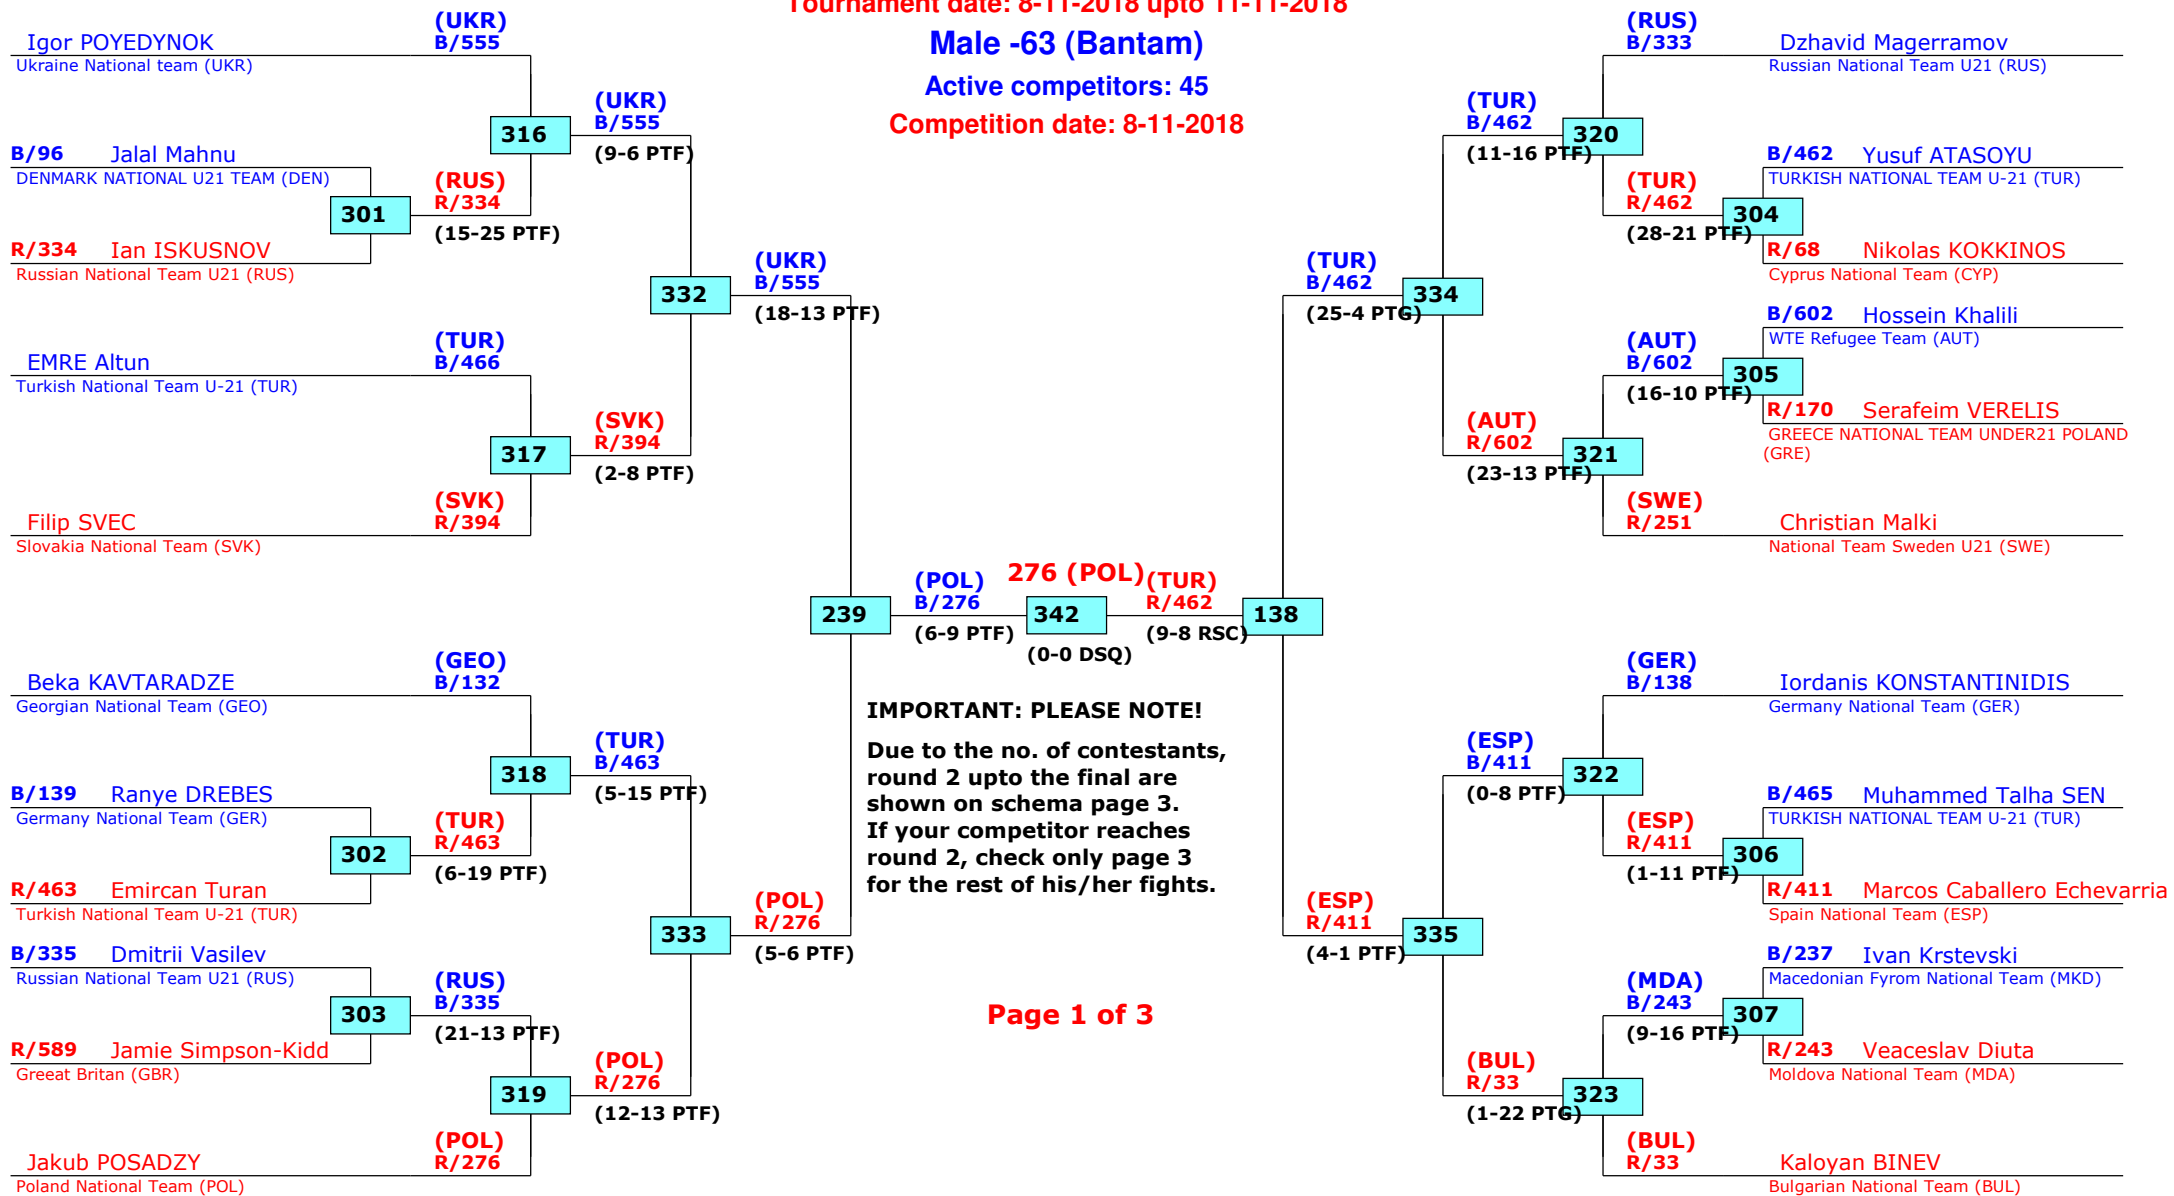 Tournament date: 8-11-2018 upto 11-11-2018
Male -63 (Bantam)
Active competitors: 45
Competition date: 8-11-2018
Igor POYEDYNOK
(UKR)
B/555
Ukraine National team (UKR)
B/96 Jalal Mahnu
DENMARK NATIONAL U21 TEAM (DEN)
301
R/334 Ian ISKUSNOV
Russian National Team U21 (RUS)
(RUS)
R/334
(15-25 PTF)
316
(UKR)
B/555
(9-6 PTF)
EMRE Altun
(TUR)
B/466
Turkish National Team U-21 (TUR)
317
Filip SVEC
(SVK)
R/394
Slovakia National Team (SVK)
(SVK)
R/394
(2-8 PTF)
332
(UKR)
B/555
(18-13 PTF)
Beka KAVTARADZE
(GEO)
B/132
Georgian National Team (GEO)
B/139 Ranye DREBES
Germany National Team (GER)
302
R/463 Emircan Turan
Turkish National Team U-21 (TUR)
(TUR)
R/463
(6-19 PTF)
318
(TUR)
B/463
(5-15 PTF)
B/335 Dmitrii Vasilev
Russian National Team U21 (RUS)
303
R/589 Jamie Simpson-Kidd
Greeat Britan (GBR)
(RUS)
B/335
(21-13 PTF)
319
Jakub POSADZY
(POL)
R/276
Poland National Team (POL)
(POL)
R/276
(12-13 PTF)
333
(POL)
R/276
(5-6 PTF)
239
(POL)
B/276
(6-9 PTF)
276 (POL)
342
(0-0 DSQ)
(TUR)
R/462
(9-8 RSC)
138
IMPORTANT: PLEASE NOTE!
Due to the no. of contestants,
round 2 upto the final are
shown on schema page 3.
If your competitor reaches
round 2, check only page 3
for the rest of his/her fights.
Page 1 of 3
(RUS)
B/333
Dzhavid Magerramov
Russian National Team U21 (RUS)
(TUR)
B/462
(11-16 PTF)
320
B/462 Yusuf ATASOYU
TURKISH NATIONAL TEAM U-21 (TUR)
(TUR)
R/462
(28-21 PTF)
304
R/68 Nikolas KOKKINOS
Cyprus National Team (CYP)
(TUR)
B/462
(25-4 PTG)
334
B/602 Hossein Khalili
WTE Refugee Team (AUT)
(AUT)
B/602
(16-10 PTF)
305
R/170 Serafeim VERELIS
GREECE NATIONAL TEAM UNDER21 POLAND
(GRE)
(AUT)
R/602
(23-13 PTF)
321
(SWE)
R/251
Christian Malki
National Team Sweden U21 (SWE)
(GER)
B/138
Iordanis KONSTANTINIDIS
Germany National Team (GER)
(ESP)
B/411
(0-8 PTF)
322
B/465 Muhammed Talha SEN
TURKISH NATIONAL TEAM U-21 (TUR)
(ESP)
R/411
(1-11 PTF)
306
R/411 Marcos Caballero Echevarria
Spain National Team (ESP)
(ESP)
R/411
(4-1 PTF)
335
B/237 Ivan Krstevski
Macedonian Fyrom National Team (MKD)
(MDA)
B/243
(9-16 PTF)
307
R/243 Veaceslav Diuta
Moldova National Team (MDA)
(BUL)
R/33
(1-22 PTG)
323
(BUL)
R/33
Kaloyan BINEV
Bulgarian National Team (BUL)